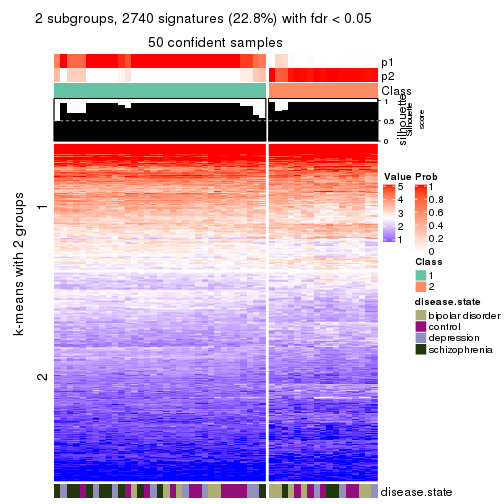 2 subgroups, 2740 signatures (22.8%) with fdr < 0.05
50 confident samples
p1
p2
Class
1
0.5
0
silhouette
Silhouette
score
k-means with 2 groups
1
2
Value
5
4
3
2
1
Prob
1
0.8
0.6
0.4
0.2
0
Class
1
2
disease.state
bipolar disorder
control
depression
schizophrenia
disease.state